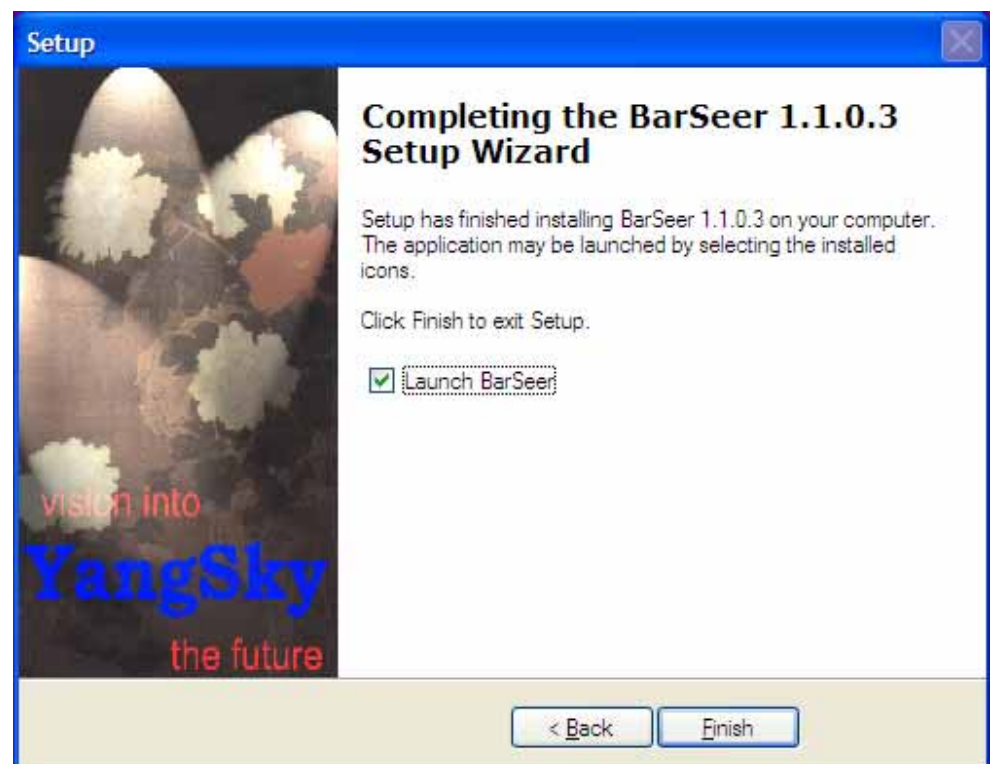 Setup
Completing the BarSeer 1.1.0.3
Setup Wizard
Setup has finished installing BarSeer 1.1.0.3 on your computer.
The application may be launched by selecting the installed
icons.
Click Finish to exit Setup.
Launch BarSeer
vision into
YangSky
the future
< Back
Finish